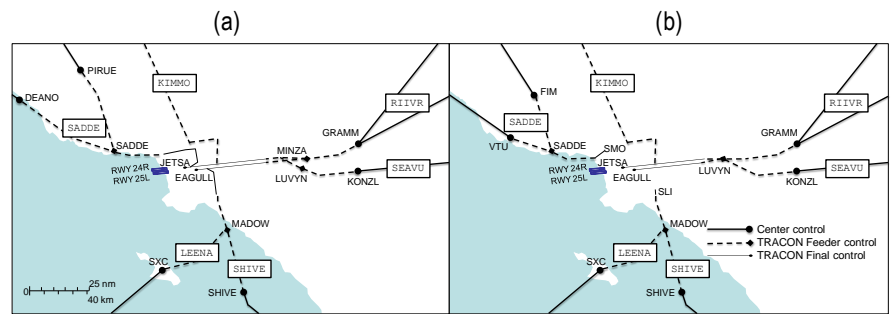 (a)
(b)
PIRUE
DEANO
KIMMO
SADDE
SADDE
JETSA
RWY 24R
RWY 25L
EAGULL
MINZA
LUVYN
GRAMM
RIIVR
SEAVU
KONZL
MADOW
LEENA
SXC
SHIVE
SHIVE
0
25 nm
40 km
KIMMO
FIM
SADDE
VTU
SADDE
SMO
JETSA
RWY 24R
RWY 25L
EAGULL
SLI
LUVYN
GRAMM
RIIVR
SEAVU
KONZL
MADOW
LEENA
SXC
SHIVE
SHIVE
Center control
TRACON Feeder control
TRACON Final control